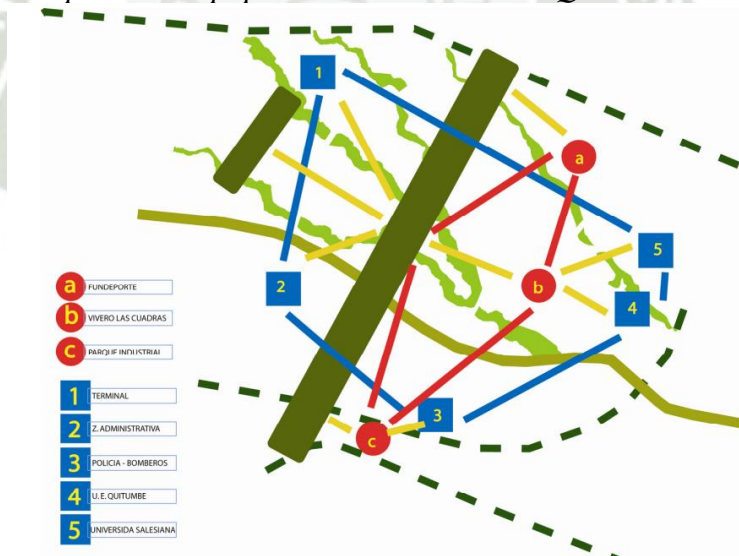 1
a
5
2
b
4
3
c
a FUNDEPORTE
b VIVERO LAS CUADRAS
c PARQUE INDUSTRIAL
1 TERMINAL
2 Z. ADMINISTRATIVA
3 POLICIA - BOMBEROS
4 U. E. QUITUMBE
5 UNIVERSIDA SALESIANA